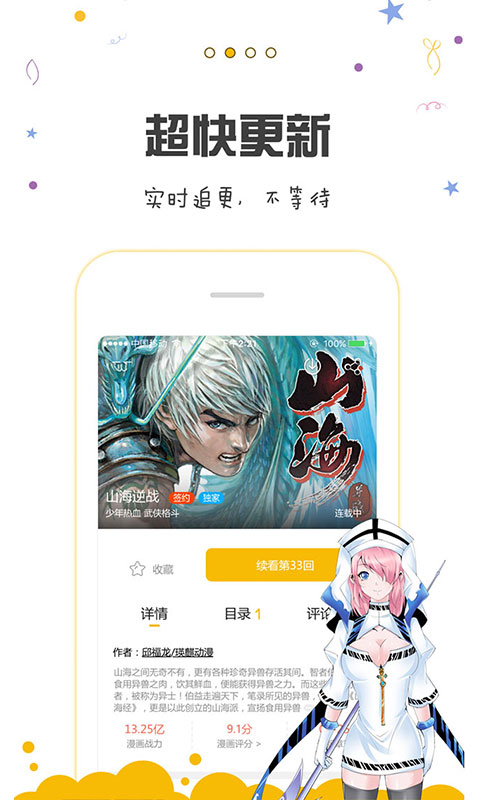 超快更新
实时追更，不等待
中国移动
下午2:21
100%
山海
山海逆战
签约
独家
少年热血 武侠格斗
连载中
收藏
续看第33回
详情
目录 1
评论
作者：邱福龙/瑛麒动漫
山海之间无奇不有，更有各种珍奇异兽存活其间。智者
食用异兽之肉，饮其鲜血，便能获得异兽之力。而这些
者，被称为异士！伯益走遍天下，笔录所见的异兽，《
海经》，更是以此创立的山海派，宣扬食用异兽
13.25亿
9.1分
漫画战力
漫画评分 >